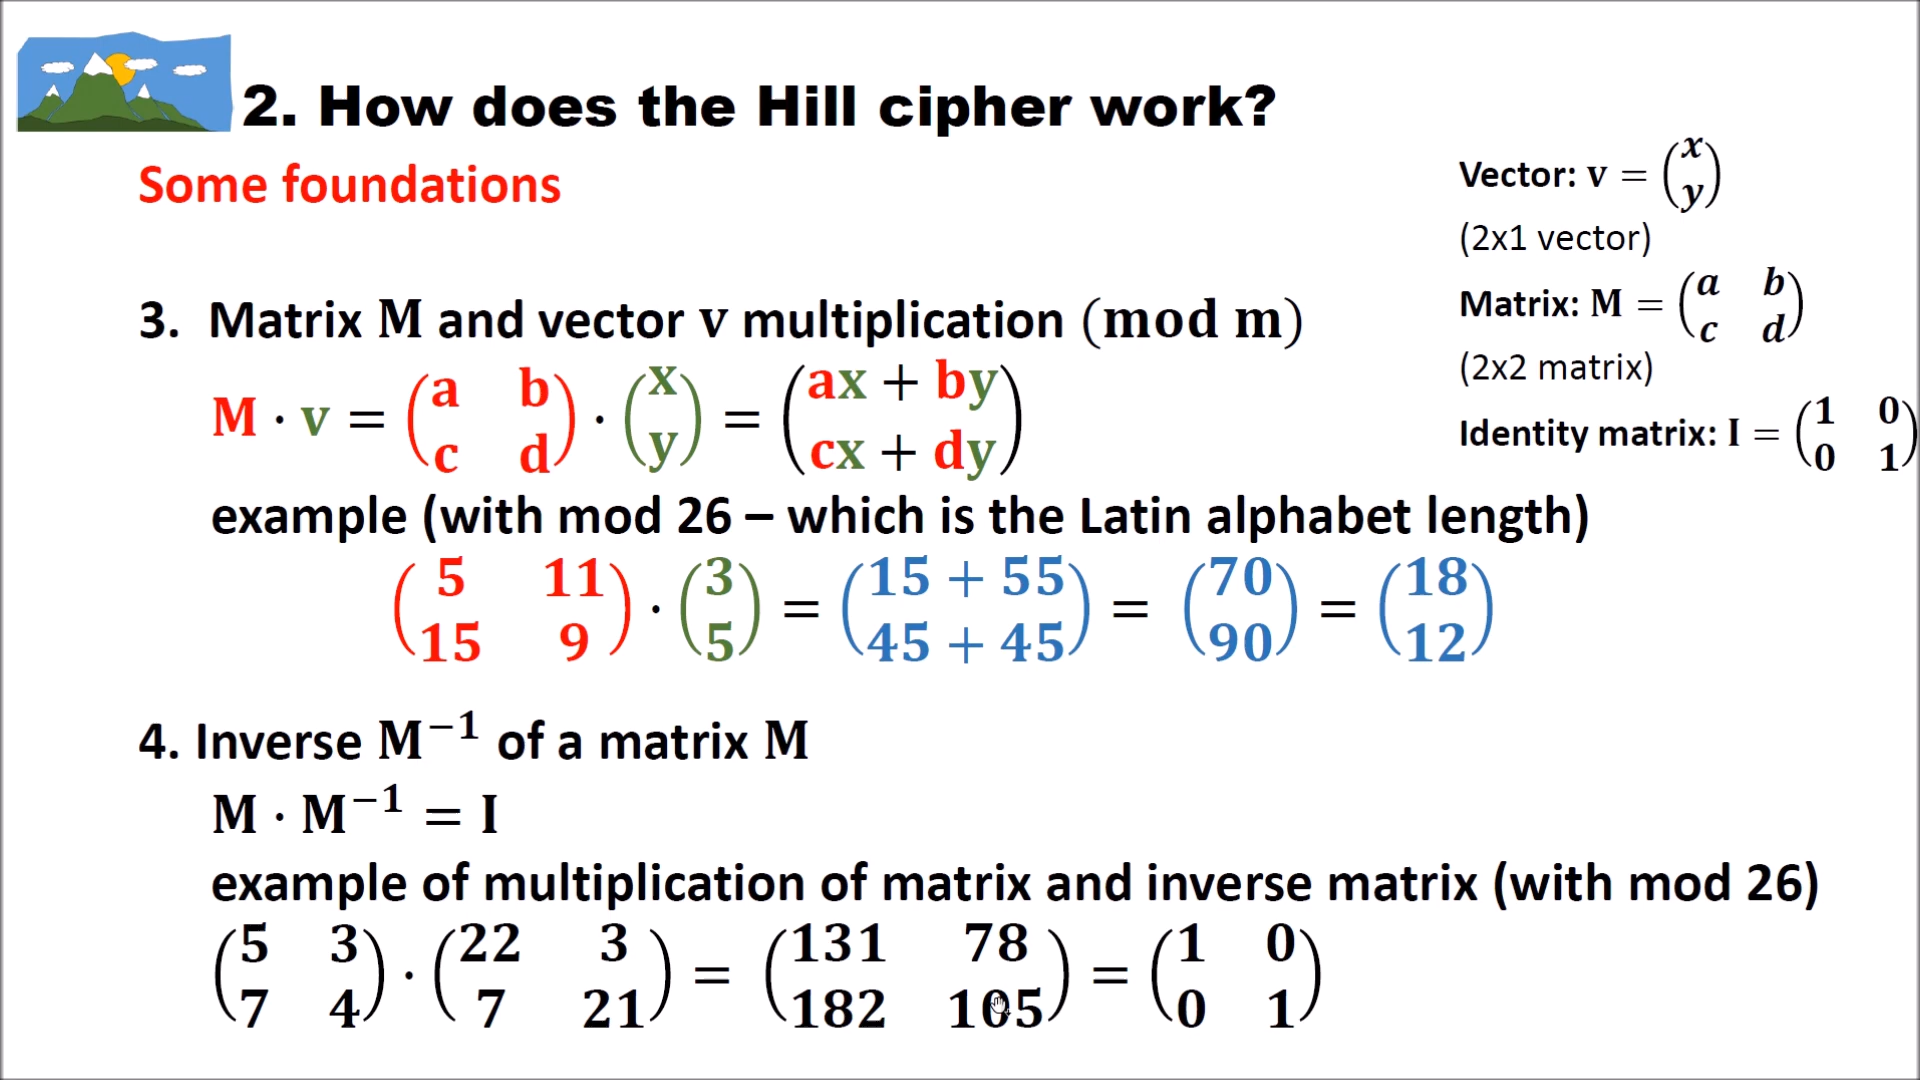 2. How does the Hill cipher work?
Some foundations
Vector: v = (x y)
(2x1 vector)
Matrix: M = (a b c d)
(2x2 matrix)
Identity matrix: I = (1 0 0 1)
3. Matrix M and vector v multiplication (mod m)
M · v = (a b c d) · (x y) = (ax + by cx + dy)
example (with mod 26 – which is the Latin alphabet length)
(5 11 15 9) · (3 5) = (15 + 55 45 + 45) = (70 90) = (18 12)
4. Inverse M⁻¹ of a matrix M
M · M⁻¹ = I
example of multiplication of matrix and inverse matrix (with mod 26)
(5 3 7 4) · (22 3 7 21) = (131 78 182 105) = (1 0 0 1)